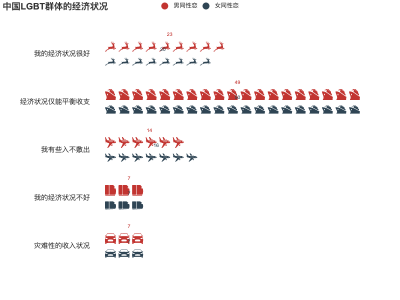 中国LGBT群体的经济状况
男同性恋 女同性恋
23
我的经济状况很好
48
经济状况仅能平衡收支
14
我有些入不敷出
7
我的经济状况不好
7
灾难性的收入状况